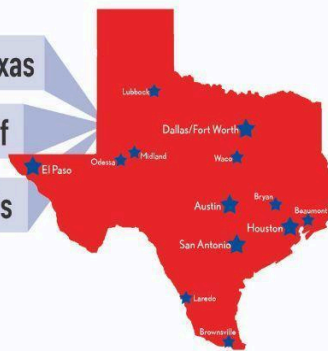 xas
f
s
Lubbock
Dallas/Fort Worth
Odessa
Midland
Waco
El Paso
Austin
Bryan
Beaumont
Houston
San Antonio
Laredo
Brownsville